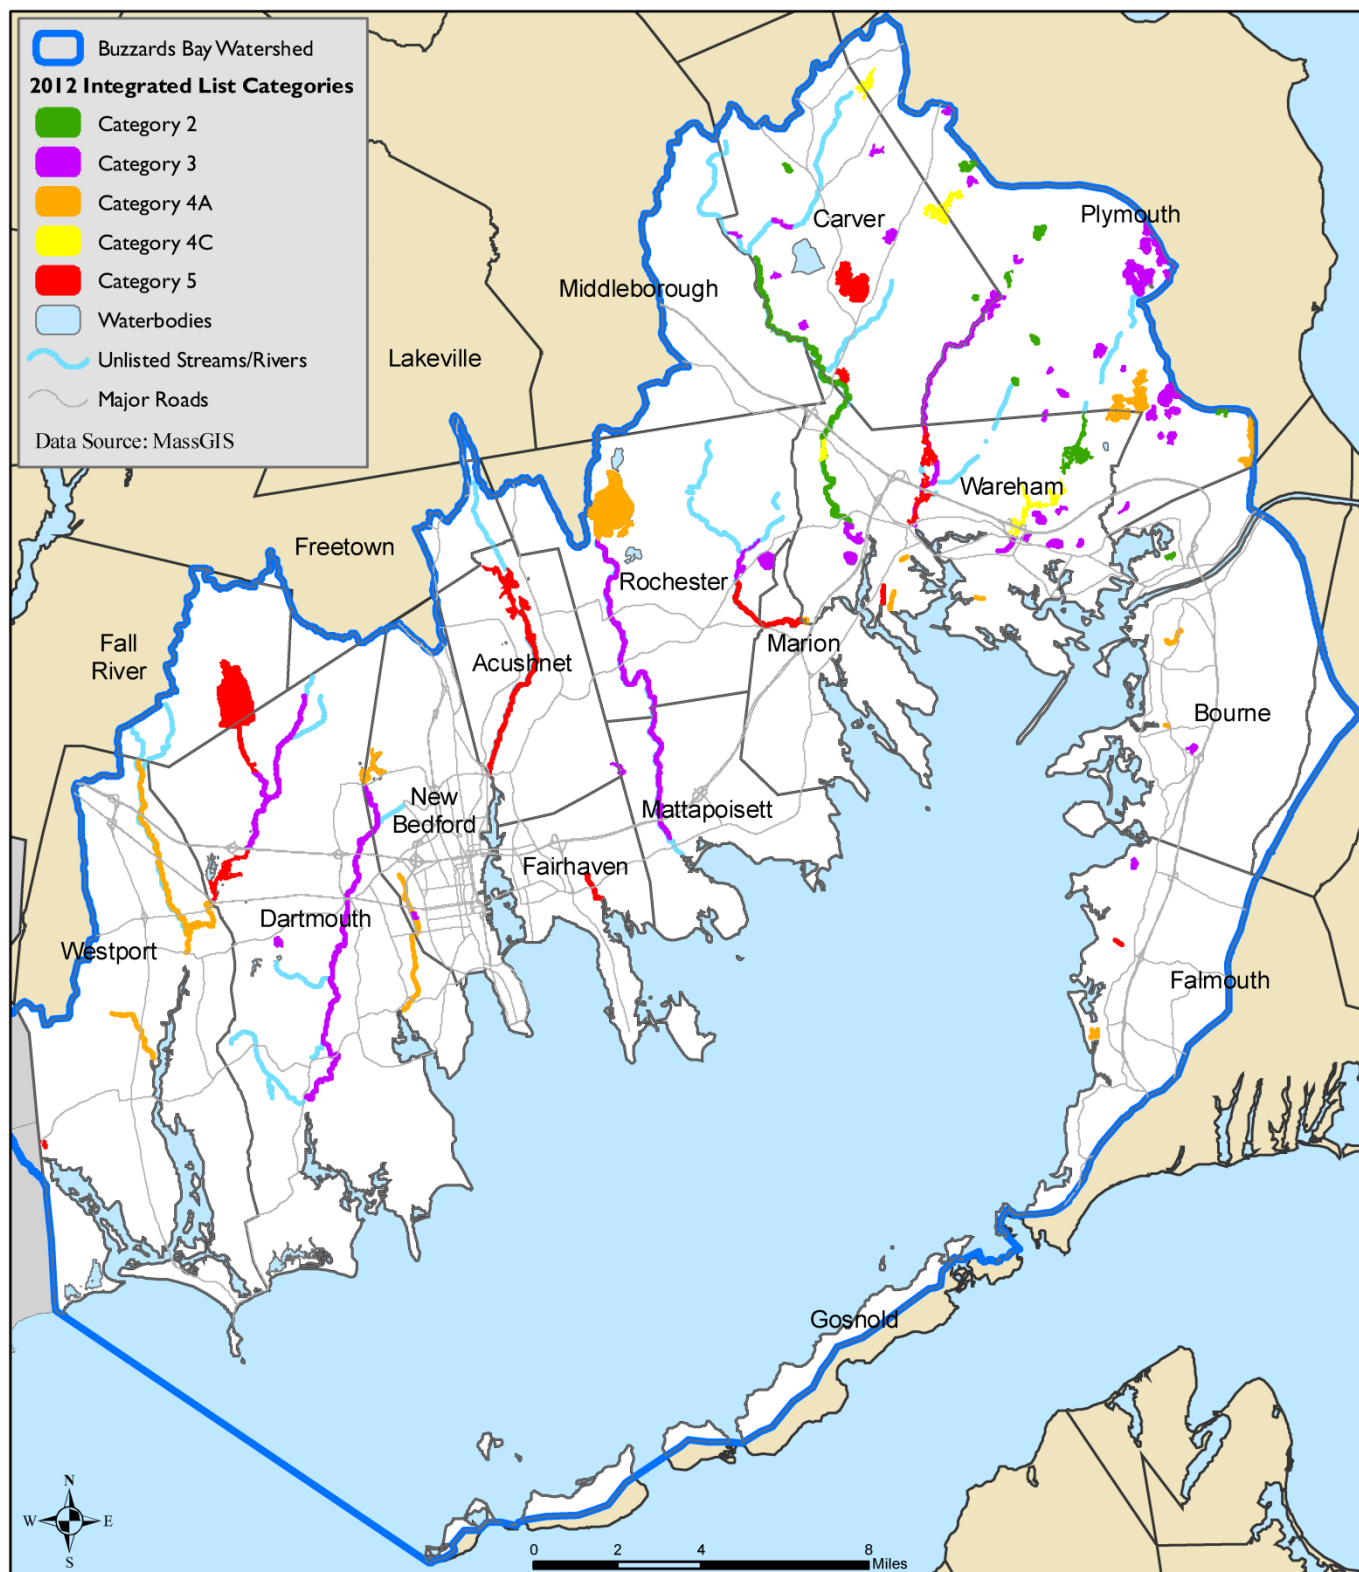 Buzzards Bay Watershed
2012 Integrated List Categories
Category 2
Category 3
Category 4A
Category 4C
Category 5
Waterbodies
Unlisted Streams/Rivers
Major Roads
Data Source: MassGIS
Carver
Plymouth
Middleborough
Lakeville
Wareham
Freetown
Rochester
Fall
River
Acushnet
Marion
Bourne
New
Bedford
Mattapoisett
Fairhaven
Dartmouth
Westport
Falmouth
Gosnold
N
W E
S
0 2 4 8
Miles